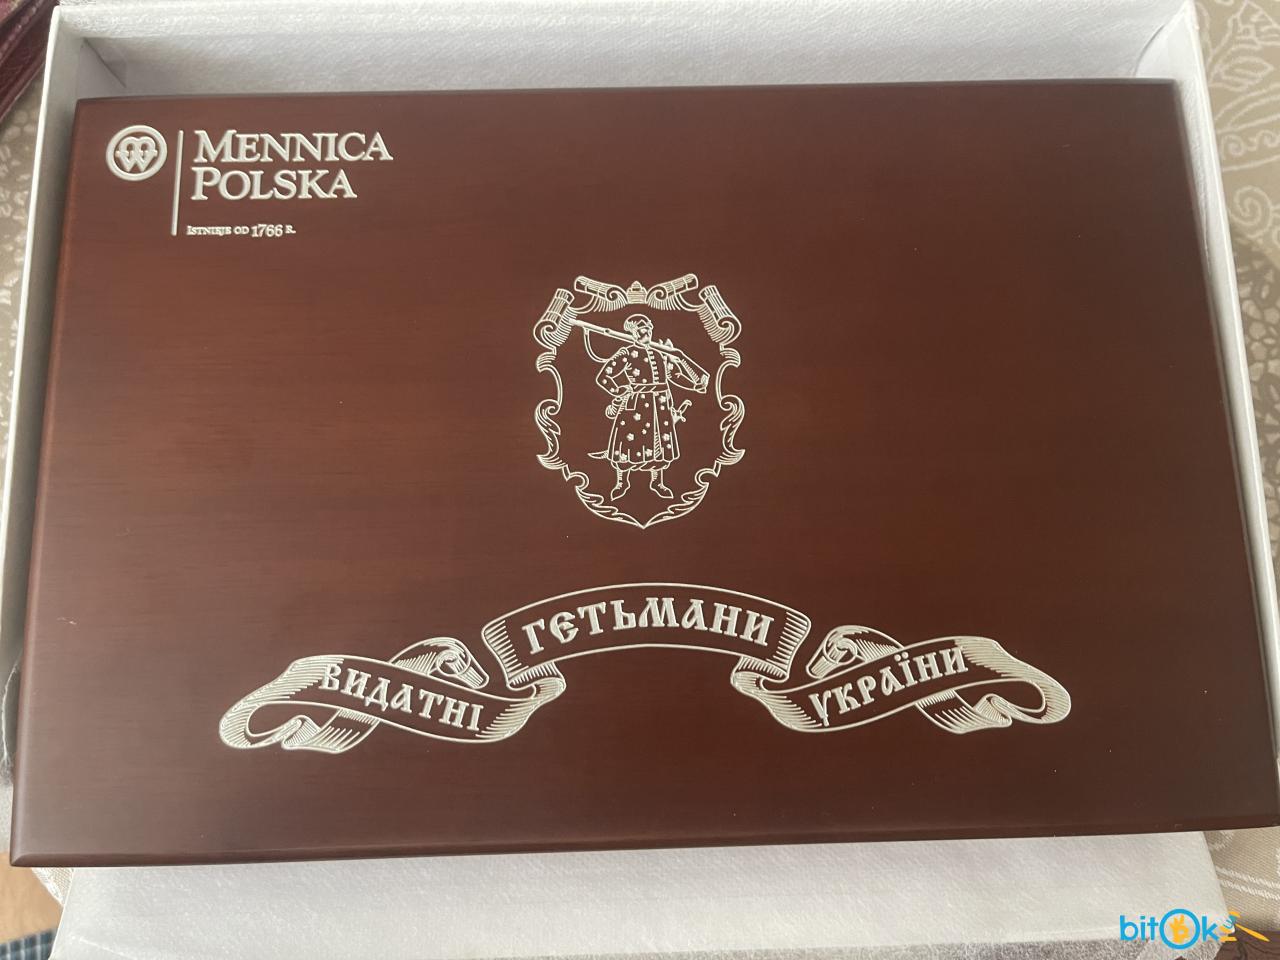 MENNICA
POLSKA
ISTNIEJE OD 1766 R.
ВИДАТНІ ГЕТЬМАНИ УКРАЇНИ
bitok